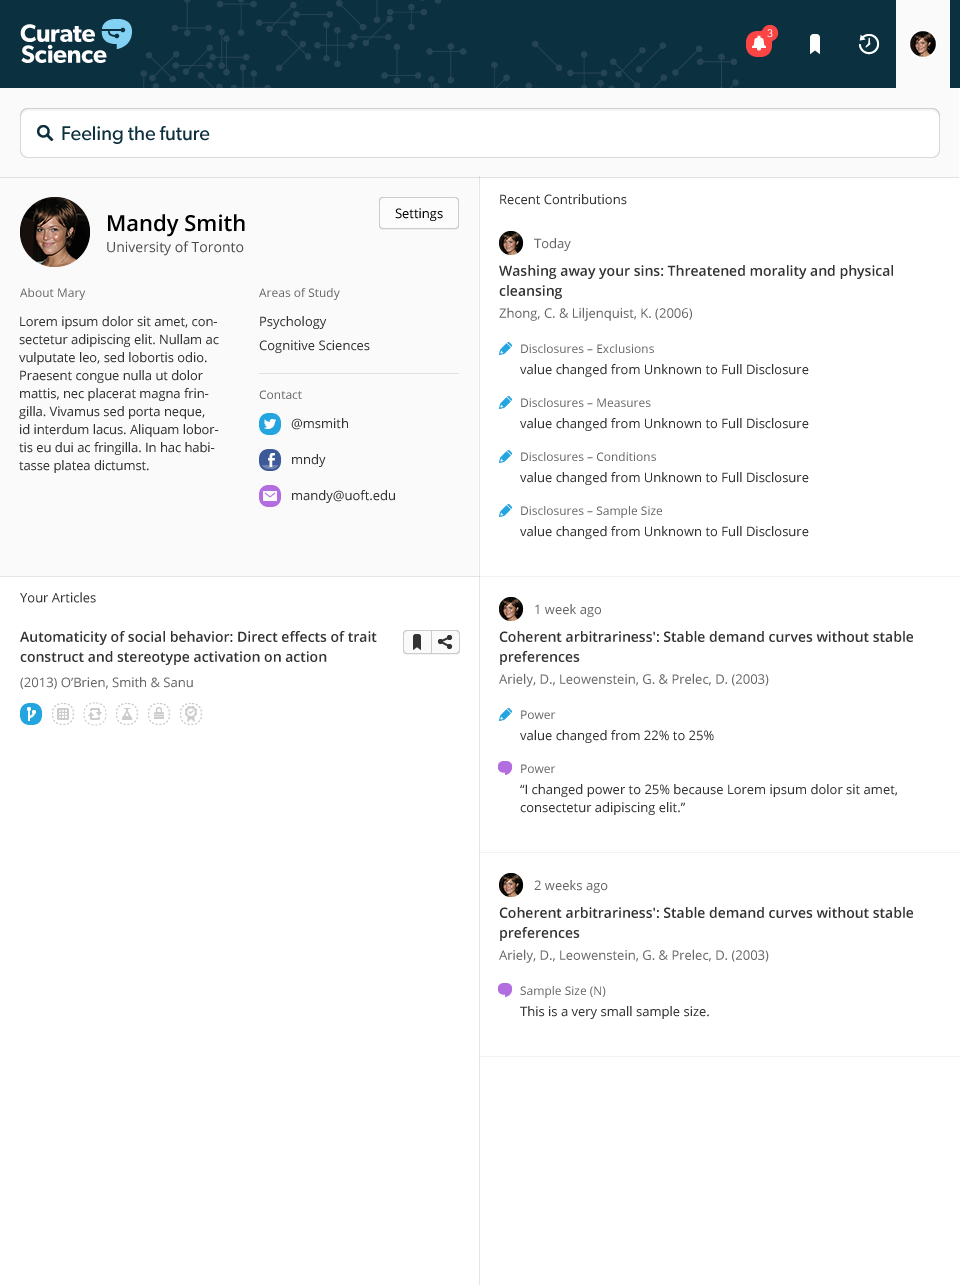 Curate
Science
3
Feeling the future
Mandy Smith
University of Toronto
Settings
About Mary
Lorem ipsum dolor sit amet, con-
sectetur adipiscing elit. Nullam ac
vulputate leo, sed lobortis odio.
Praesent congue nulla ut dolor
mattis, nec placerat magna frin-
gilla. Vivamus sed porta neque,
id interdum lacus. Aliquam lobor-
tis eu dui ac fringilla. In hac habi-
tasse platea dictumst.
Areas of Study
Psychology
Cognitive Sciences
Contact
@msmith
mndy
mandy@uoft.edu
Your Articles
Automaticity of social behavior: Direct effects of trait
construct and stereotype activation on action
(2013) O’Brien, Smith & Sanu
Recent Contributions
Today
Washing away your sins: Threatened morality and physical
cleansing
Zhong, C. & Liljenquist, K. (2006)
Disclosures – Exclusions
value changed from Unknown to Full Disclosure
Disclosures – Measures
value changed from Unknown to Full Disclosure
Disclosures – Conditions
value changed from Unknown to Full Disclosure
Disclosures – Sample Size
value changed from Unknown to Full Disclosure
1 week ago
Coherent arbitrariness': Stable demand curves without stable
preferences
Ariely, D., Leowenstein, G. & Prelec, D. (2003)
Power
value changed from 22% to 25%
Power
“I changed power to 25% because Lorem ipsum dolor sit amet,
consectetur adipiscing elit.”
2 weeks ago
Coherent arbitrariness': Stable demand curves without stable
preferences
Ariely, D., Leowenstein, G. & Prelec, D. (2003)
Sample Size (N)
This is a very small sample size.